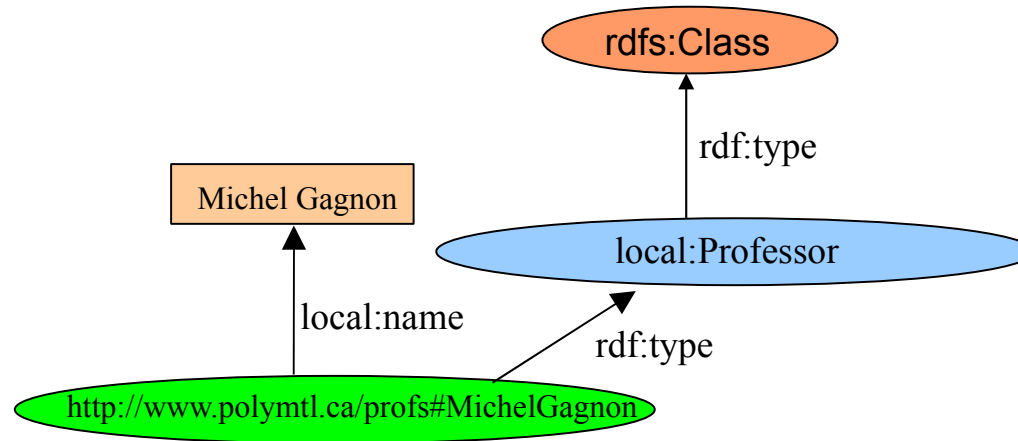 rdfs:Class
rdf:type
Michel Gagnon
local:Professor
local:name
rdf:type
http://www.polymtl.ca/profs#MichelGagnon